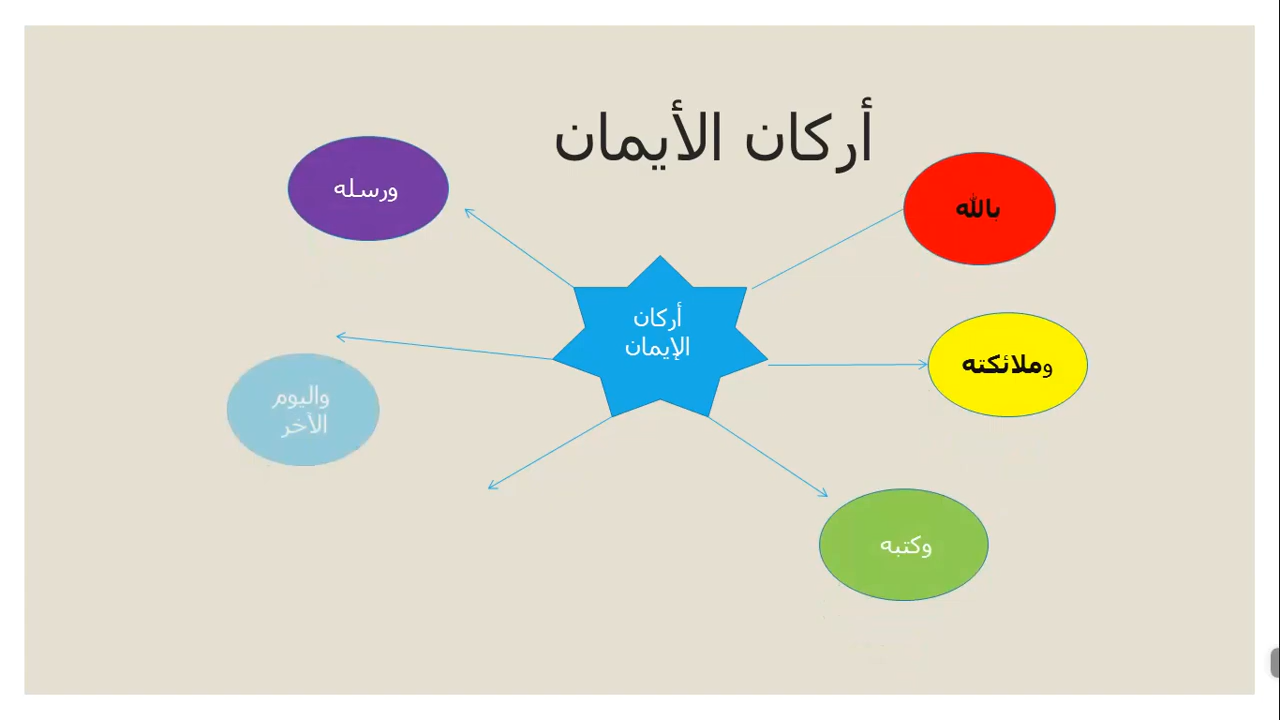 أركان الأيمان
بالله
ورسله
أركان
الإيمان
وملائكته
واليوم
الآخر
وكتبه